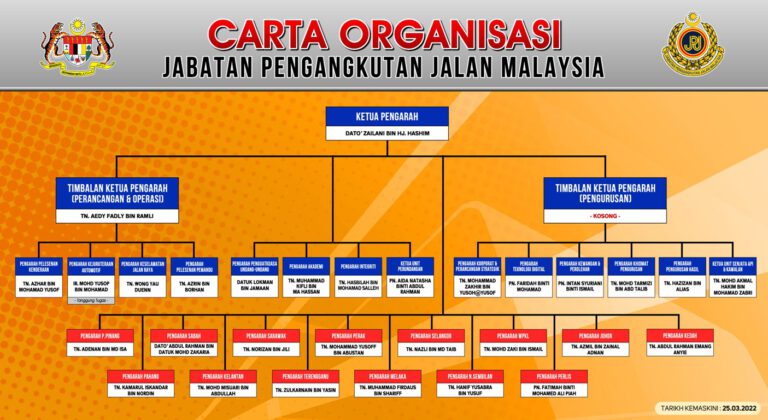 CARTA ORGANISASI
JABATAN PENGANGKUTAN JALAN MALAYSIA
KETUA PENGARAH
DATO' ZAILANI BIN HJ. HASHIM
TIMBALAN KETUA PENGARAH
(PERANCANGAN & OPERASI)
TN. AEDY FADLY BIN RAMLI
TIMBALAN KETUA PENGARAH
(PENGURUSAN)
- KOSONG -
PENGARAH PELESENAN
KENDERAAN
TN. AZHAR BIN
MOHAMAD YUSOF
PENGARAH KEJURUTERAAN
AUTOMOTIF
IR. MOHD YUSOF
BIN MOHAMAD
- tanggung tugas -
PENGARAH KESELAMATAN
JALAN RAYA
TN. WONG YAU
DUENN
PENGARAH
PELESENAN PEMANDU
TN. AZRIN BIN
BORHAN
PENGARAH PENGUATKUASA
UNDANG-UNDANG
DATUK LOKMAN
BIN JAMAAN
PENGARAH AKADEMI
TN. MUHAMMAD
KIFLI BIN
MA HASSAN
PENGARAH INTEGRITI
TN. HASBILAH BIN
MOHAMAD SALLEH
KETUA UNIT
PERUNDANGAN
PN. AIDA NATASHA
BINTI ABDUL
RAHMAN
PENGARAH KORPORAT &
PERANCANGAN STRATEGIK
TN. MOHAMMAD
ZAKHIR BIN
YUSOH@YUSOF
PENGARAH
TEKNOLOGI DIGITAL
PN. FARIDAH BINTI
MOHAMAD
PENGARAH KEWANGAN &
PEROLEHAN
PN. INTAN SYURIANI
BINTI ISMAIL
PENGARAH KHIDMAT
PENGURUSAN
TN. MOHD TARMIZI
BIN ABD TALIB
PENGARAH
PENGURUSAN HASIL
TN. HAZIZAN BIN
ALIAS
KETUA UNIT SENJATA API
& KAWALAN
TN. MOHD AKMAL
HAKIM BIN
MOHAMAD ZABRI
PENGARAH P.PINANG
TN. ADENAN BIN MD ISA
PENGARAH SABAH
DATO' ABDUL RAHMAN BIN
DATUK MOHD ZAKARIA
PENGARAH SARAWAK
TN. NORIZAN BIN JILI
PENGARAH PERAK
TN. MOHAMMAD YUSOFF
BIN ABUSTAN
PENGARAH SELANGOR
TN. NAZLI BIN MD TAIB
PENGARAH WPKL
TN. MOHD ZAKI BIN ISMAIL
PENGARAH JOHOR
TN. AZMIL BIN ZAINAL
ADNAN
PENGARAH KEDAH
TN. ABDUL RAHMAN EMANG
ANYIE
PENGARAH PAHANG
TN. KAMARUL ISKANDAR
BIN NORDIN
PENGARAH KELANTAN
TN. MOHD MISUARI BIN
ABDULLAH
PENGARAH TERENGGANU
TN. ZULKARNAIN BIN YASIN
PENGARAH MELAKA
TN. MUHAMMAD FIRDAUS
BIN SHARIFF
PENGARAH N.SEMBILAN
TN. HANIF YUSABRA
BIN YUSUF
PENGARAH PERLIS
PN. FATIMAH BINTI
MOHAMED ALI PIAH
TARIKH KEMASKINI : 25.03.2022